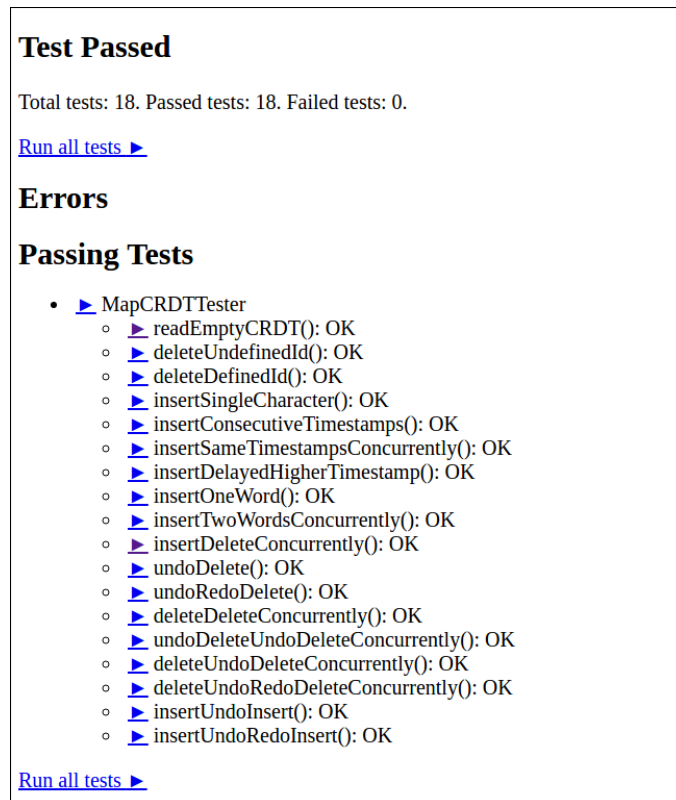 Test Passed
Total tests: 18. Passed tests: 18. Failed tests: 0.
Run all tests ►
Errors
Passing Tests
• ► MapCRDTTester
◦ ► readEmptyCRDT(): OK
◦ ► deleteUndefinedId(): OK
◦ ► deleteDefinedId(): OK
◦ ► insertSingleCharacter(): OK
◦ ► insertConsecutiveTimestamps(): OK
◦ ► insertSameTimestampsConcurrently(): OK
◦ ► insertDelayedHigherTimestamp(): OK
◦ ► insertOneWord(): OK
◦ ► insertTwoWordsConcurrently(): OK
◦ ► insertDeleteConcurrently(): OK
◦ ► undoDelete(): OK
◦ ► undoRedoDelete(): OK
◦ ► deleteDeleteConcurrently(): OK
◦ ► undoDeleteUndoDeleteConcurrently(): OK
◦ ► deleteUndoDeleteConcurrently(): OK
◦ ► deleteUndoRedoDeleteConcurrently(): OK
◦ ► insertUndoInsert(): OK
◦ ► insertUndoRedoInsert(): OK
Run all tests ►